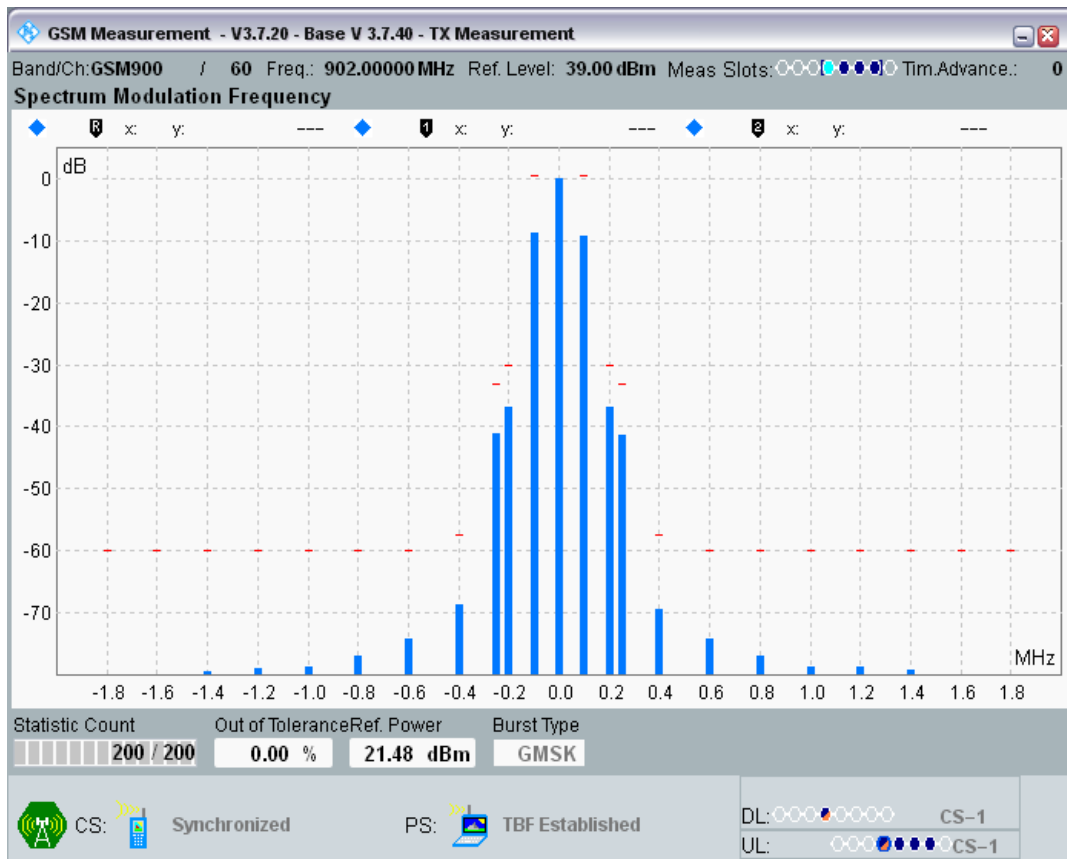 GSM Measurement - V3.7.20 - Base V 3.7.40 - TX Measurement
Band/Ch:GSM900 / 60 Freq.: 902.00000 MHz Ref. Level: 39.00 dBm Meas Slots: Tim.Advance.: 0
Spectrum Modulation Frequency
R x: y: --- 1 x: y: --- 2 x: y: ---
dB
0
-10
-20
-30
-40
-50
-60
-70
MHz
-1.8 -1.6 -1.4 -1.2 -1.0 -0.8 -0.6 -0.4 -0.2 0.0 0.2 0.4 0.6 0.8 1.0 1.2 1.4 1.6 1.8
Statistic Count Out of Tolerance Ref. Power Burst Type
200 / 200 0.00 % 21.48 dBm GMSK
CS: Synchronized PS: TBF Established
DL: CS-1
UL: CS-1